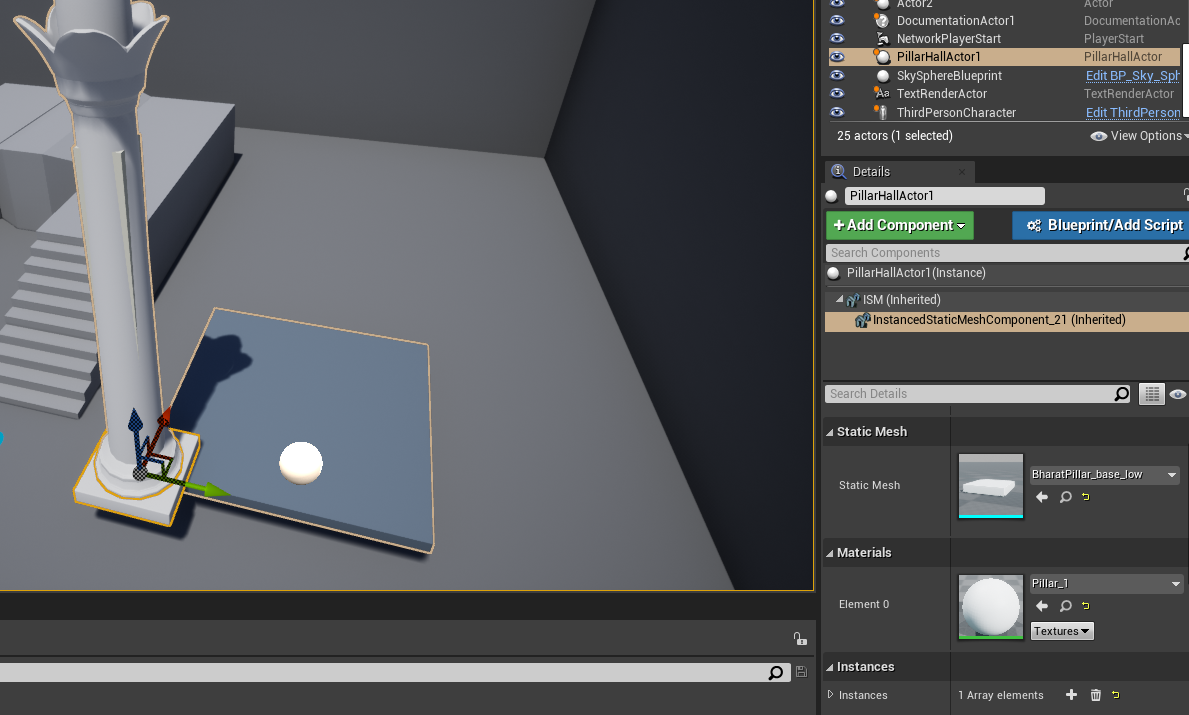 Actor2 Actor
DocumentationActor1 DocumentationAc
NetworkPlayerStart PlayerStart
PillarHallActor1 PillarHallActor
SkySphereBlueprint Edit BP_Sky_Sph
Aa TextRenderActor TextRenderActor
ThirdPersonCharacter Edit ThirdPerson
25 actors (1 selected) View Options
Details
PillarHallActor1
+ Add Component Blueprint/Add Script
Search Components
PillarHallActor1(Instance)
ISM (Inherited)
InstancedStaticMeshComponent_21 (Inherited)
Search Details
Static Mesh
Static Mesh BharatPillar_base_low
Materials
Element 0 Pillar_1
Textures
Instances
Instances 1 Array elements